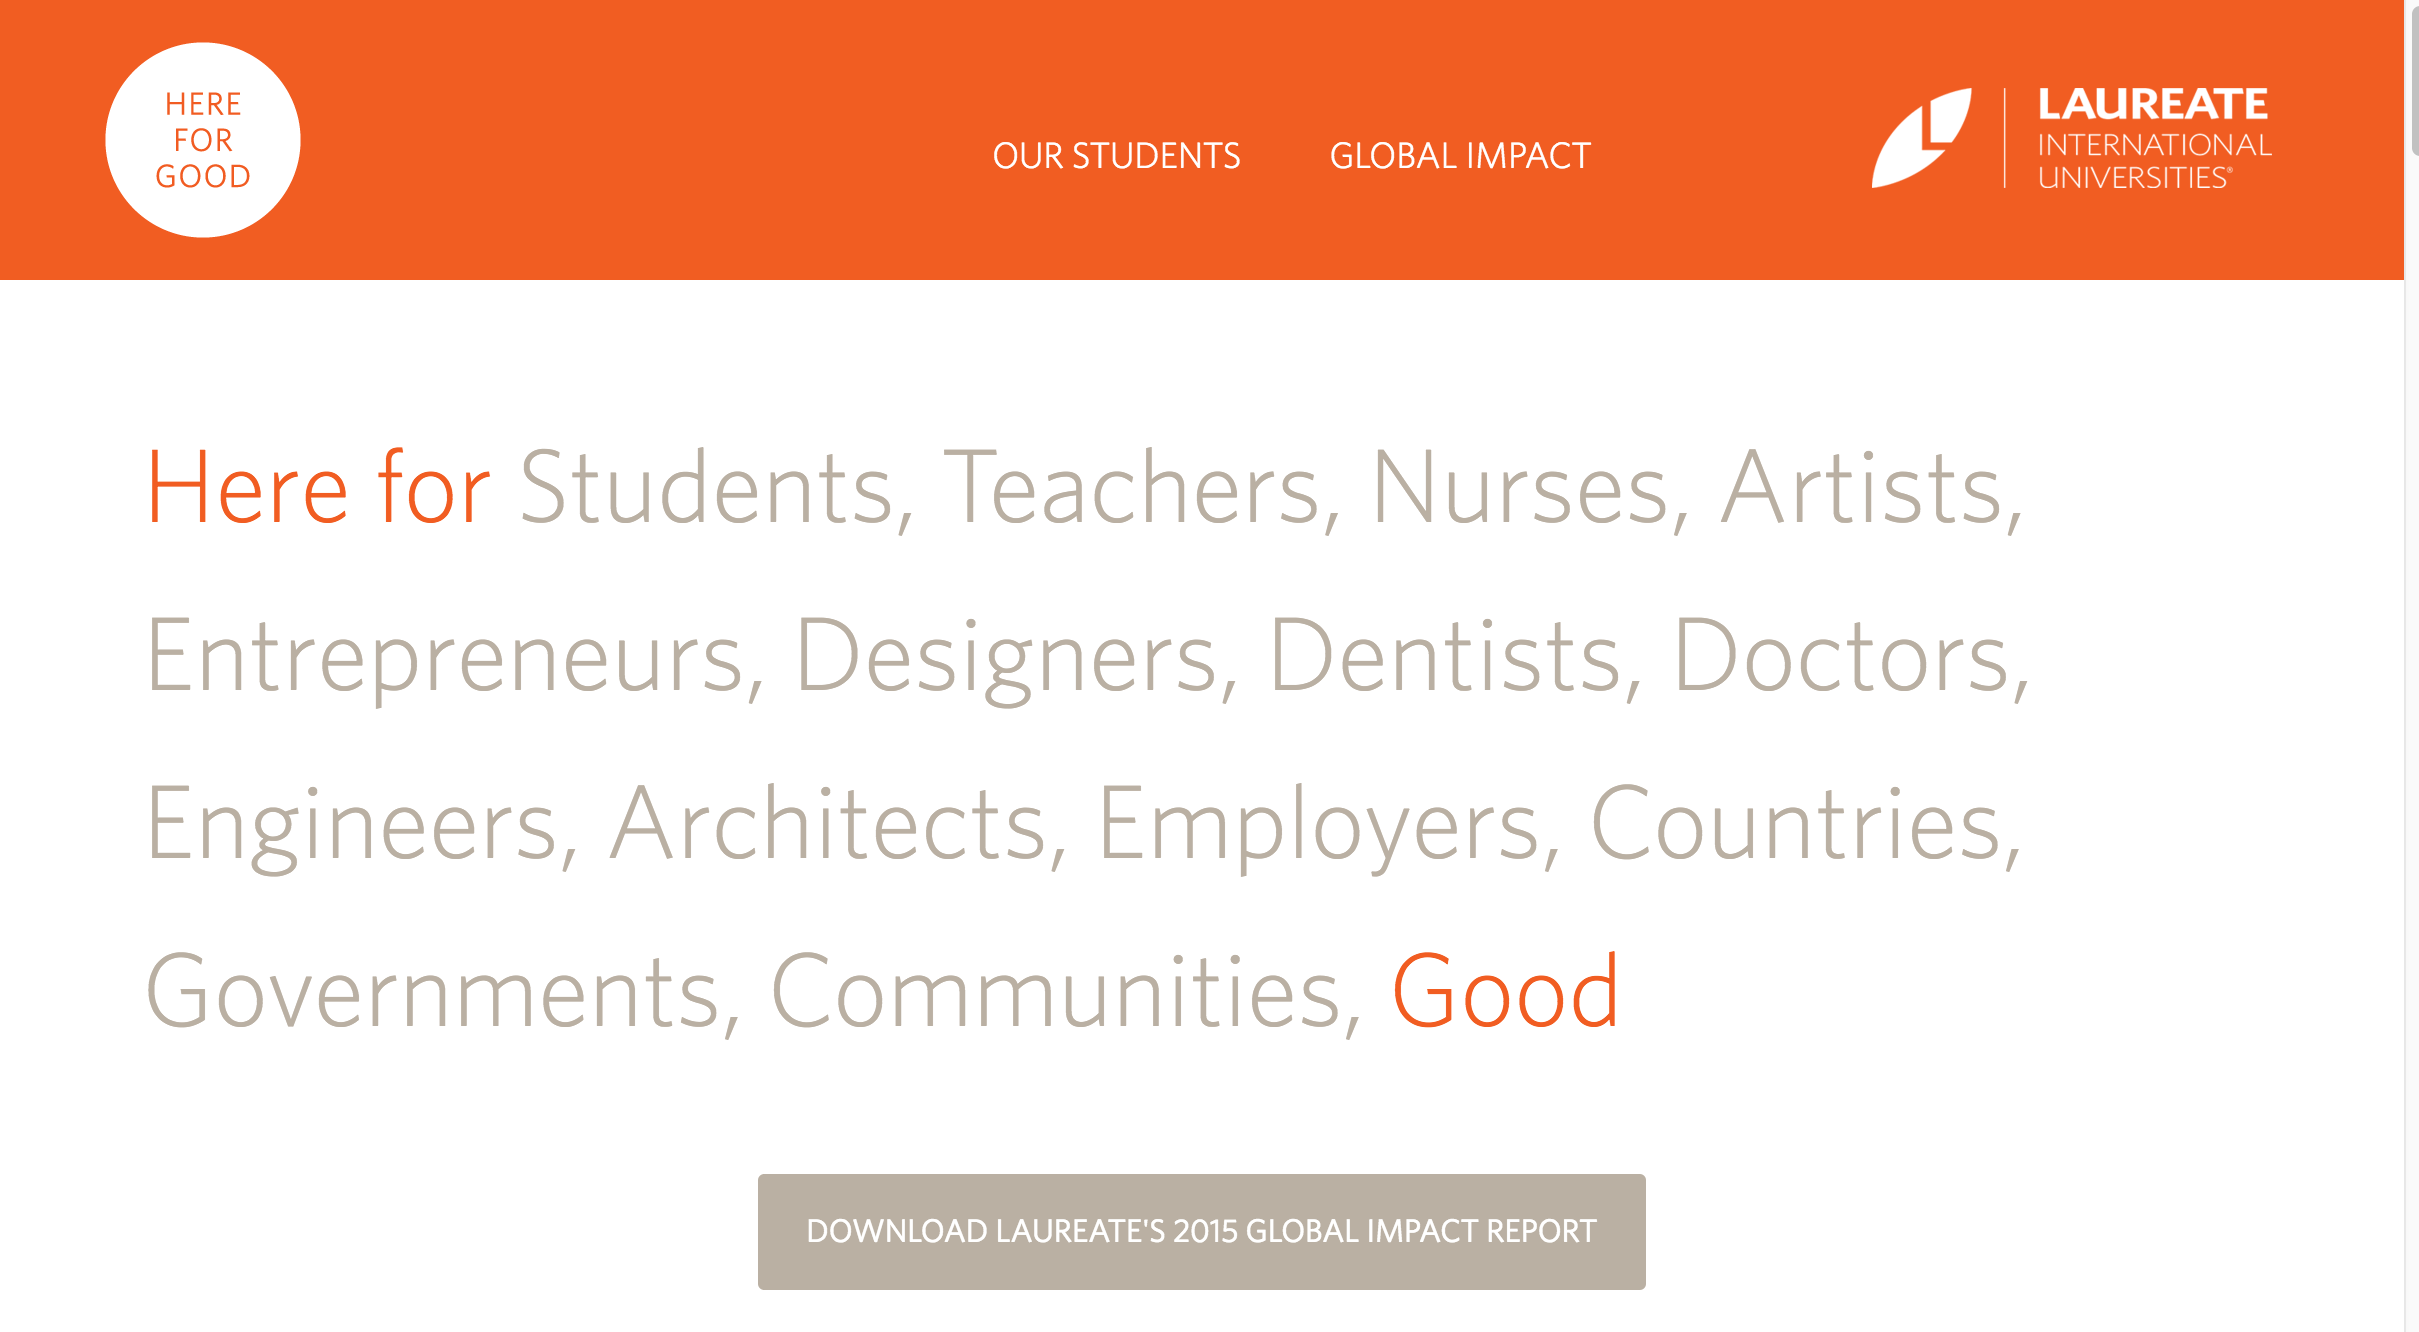 HERE
FOR
GOOD
OUR STUDENTS
GLOBAL IMPACT
LAUREATE
INTERNATIONAL
UNIVERSITIES®
Here for Students, Teachers, Nurses, Artists,
Entrepreneurs, Designers, Dentists, Doctors,
Engineers, Architects, Employers, Countries,
Governments, Communities, Good
DOWNLOAD LAUREATE'S 2015 GLOBAL IMPACT REPORT